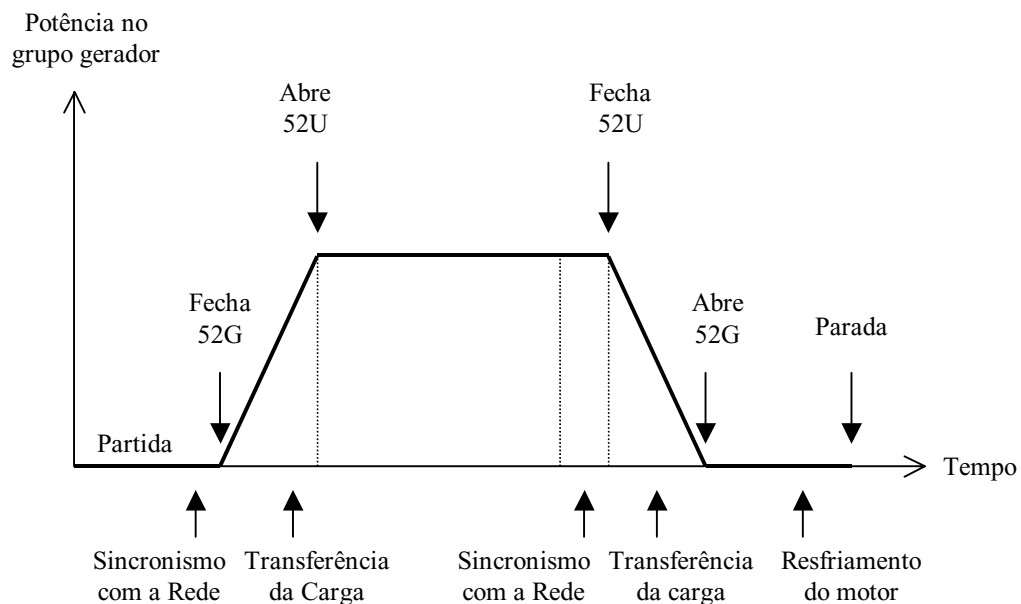 Potência no
grupo gerador
Abre
52U
Fecha
52U
Fecha
52G
Abre
52G
Parada
Partida
Tempo
Sincronismo
com a Rede
Transferência
da Carga
Sincronismo
com a Rede
Transferência
da carga
Resfriamento
do motor